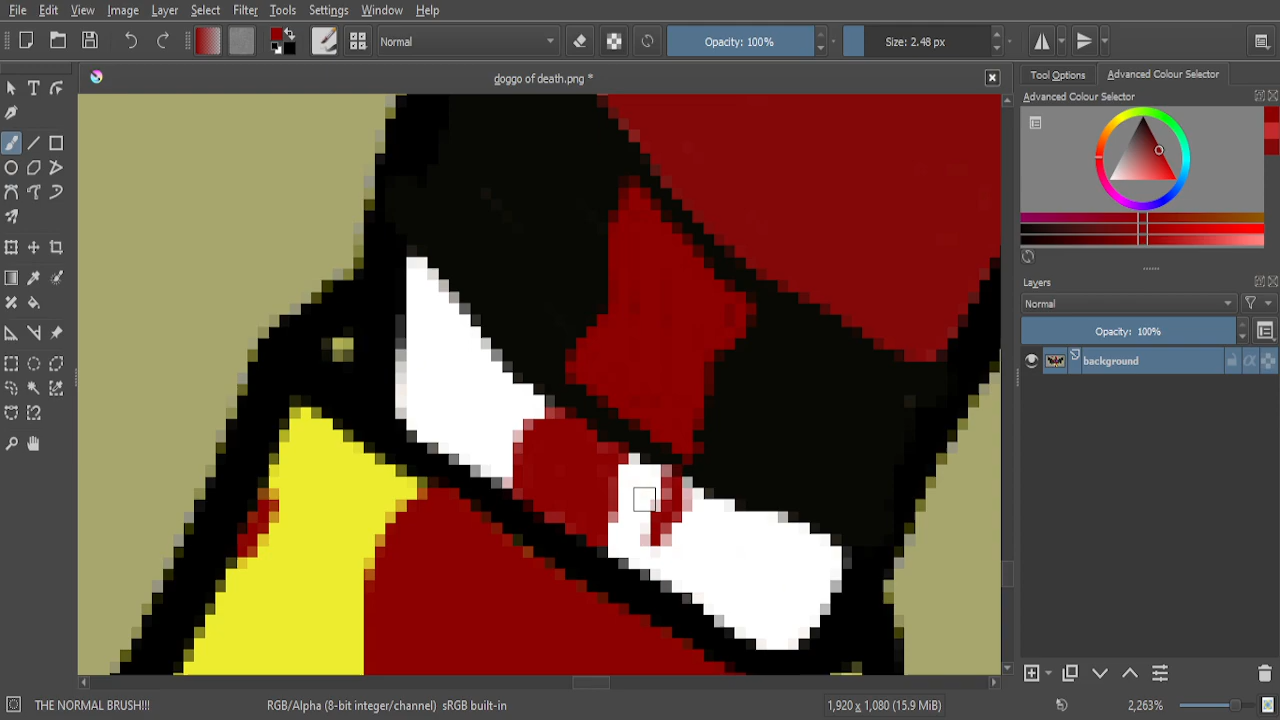 File Edit View Image Layer Select Filter Tools Settings Window Help
Normal Opacity: 100% Size: 2.48 px
doggo of death.png *
Tool Options Advanced Colour Selector
Advanced Colour Selector
Layers
Normal
Opacity: 100%
background
THE NORMAL BRUSH!!! RGB/Alpha (8-bit integer/channel) sRGB built-in 1,920 x 1,080 (15.9 MiB) 2,263%